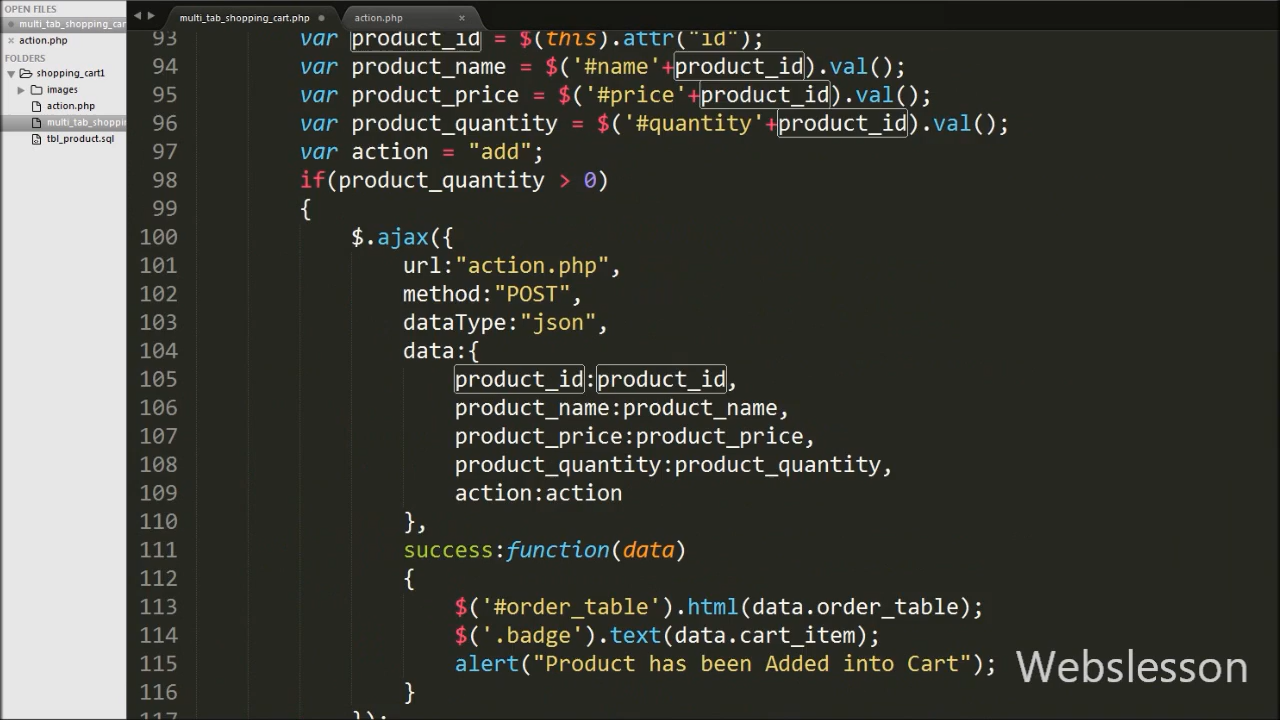 OPEN FILES
multi_tab_shopping_car
× action.php
FOLDERS
shopping_cart1
images
action.php
multi_tab_shoppin
tbl_product.sql
multi_tab_shopping_cart.php
action.php ×
93 var product_id = $(this).attr("id");
94 var product_name = $('#name'+product_id).val();
95 var product_price = $('#price'+product_id).val();
96 var product_quantity = $('#quantity'+product_id).val();
97 var action = "add";
98 if(product_quantity > 0)
99 {
100 $.ajax({
101 url:"action.php",
102 method:"POST",
103 dataType:"json",
104 data:{
105 product_id:product_id,
106 product_name:product_name,
107 product_price:product_price,
108 product_quantity:product_quantity,
109 action:action
110 },
111 success:function(data)
112 {
113 $('#order_table').html(data.order_table);
114 $('.badge').text(data.cart_item);
115 alert("Product has been Added into Cart");
116 }
117 });
Webslesson